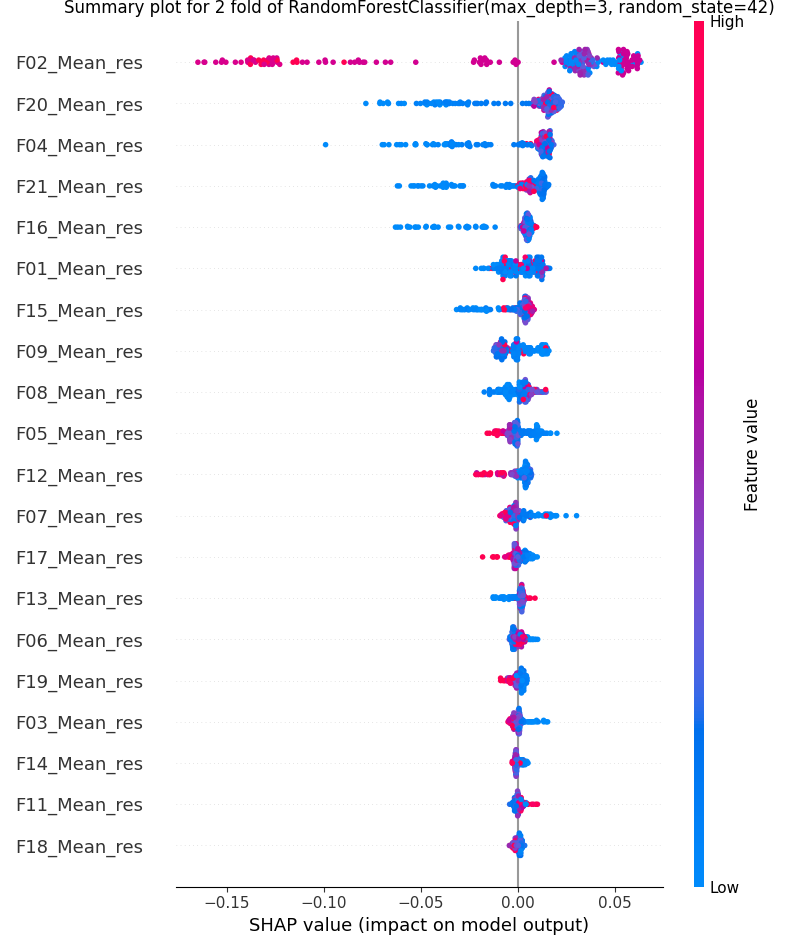 Summary plot for 2 fold of RandomForestClassifier(max_depth=3, random_state=42)
High
F02_Mean_res
F20_Mean_res
F04_Mean_res
F21_Mean_res
F16_Mean_res
F01_Mean_res
F15_Mean_res
F09_Mean_res
F08_Mean_res
F05_Mean_res
F12_Mean_res
F07_Mean_res
F17_Mean_res
F13_Mean_res
F06_Mean_res
F19_Mean_res
F03_Mean_res
F14_Mean_res
F11_Mean_res
F18_Mean_res
Feature value
Low
−0.15 −0.10 −0.05 0.00 0.05
SHAP value (impact on model output)